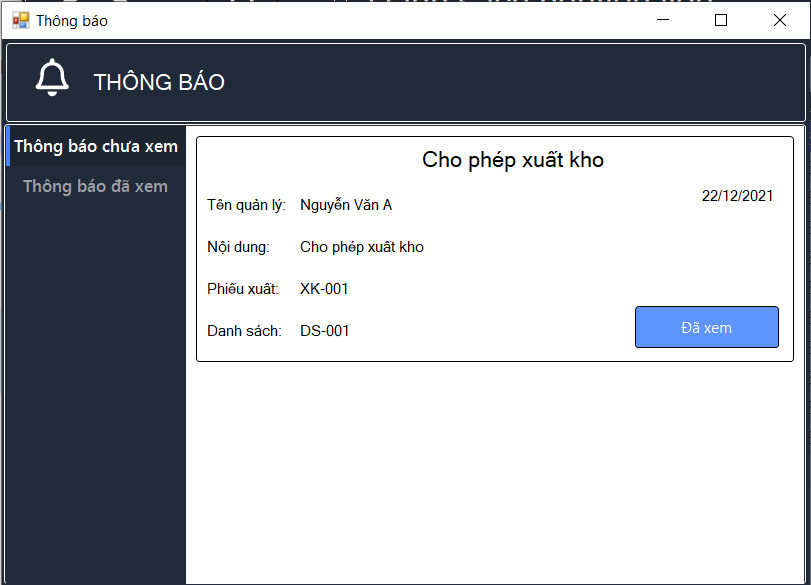 Thông báo
THÔNG BÁO
Thông báo chưa xem
Thông báo đã xem
Cho phép xuất kho
22/12/2021
Tên quản lý: Nguyễn Văn A
Nội dung: Cho phép xuất kho
Phiếu xuất: XK-001
Danh sách: DS-001
Đã xem